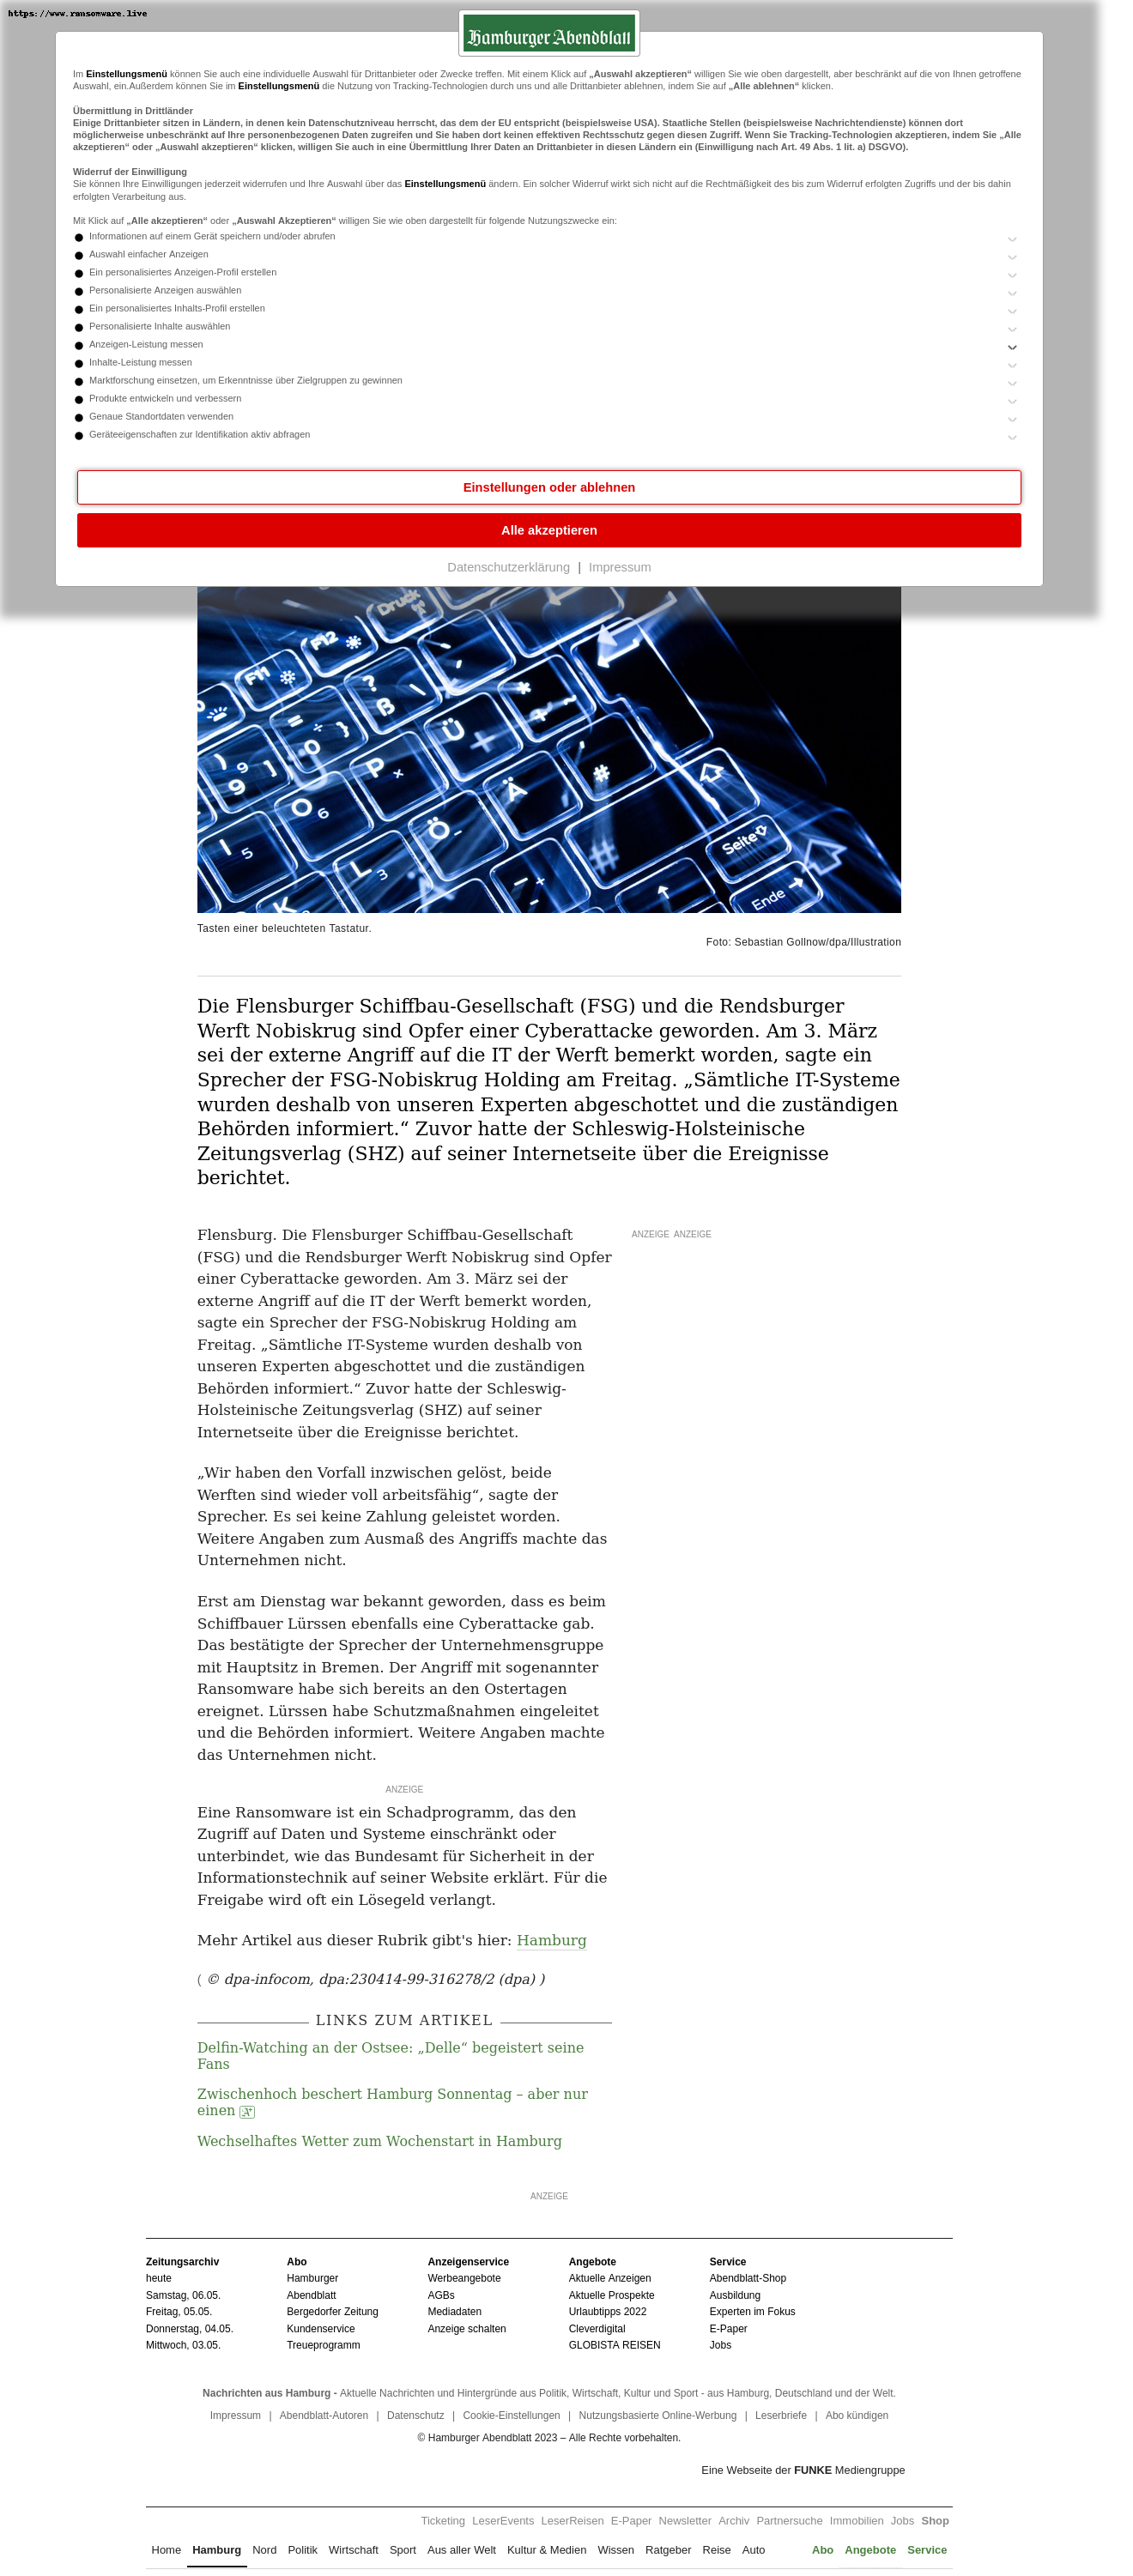 https://www.ransomware.live
Hamburger Abendblatt
Im Einstellungsmenü können Sie auch eine individuelle Auswahl für Drittanbieter oder Zwecke treffen. Mit einem Klick auf „Auswahl akzeptieren“ willigen Sie wie oben dargestellt, aber beschränkt auf die von Ihnen getroffene
Auswahl, ein.Außerdem können Sie im Einstellungsmenü die Nutzung von Tracking-Technologien durch uns und alle Drittanbieter ablehnen, indem Sie auf „Alle ablehnen“ klicken.
Übermittlung in Drittländer
Einige Drittanbieter sitzen in Ländern, in denen kein Datenschutzniveau herrscht, das dem der EU entspricht (beispielsweise USA). Staatliche Stellen (beispielsweise Nachrichtendienste) können dort
möglicherweise unbeschränkt auf Ihre personenbezogenen Daten zugreifen und Sie haben dort keinen effektiven Rechtsschutz gegen diesen Zugriff. Wenn Sie Tracking-Technologien akzeptieren, indem Sie „Alle
akzeptieren“ oder „Auswahl akzeptieren“ klicken, willigen Sie auch in eine Übermittlung Ihrer Daten an Drittanbieter in diesen Ländern ein (Einwilligung nach Art. 49 Abs. 1 lit. a) DSGVO).
Widerruf der Einwilligung
Sie können Ihre Einwilligungen jederzeit widerrufen und Ihre Auswahl über das Einstellungsmenü ändern. Ein solcher Widerruf wirkt sich nicht auf die Rechtmäßigkeit des bis zum Widerruf erfolgten Zugriffs und der bis dahin
erfolgten Verarbeitung aus.
Mit Klick auf „Alle akzeptieren“ oder „Auswahl Akzeptieren“ willigen Sie wie oben dargestellt für folgende Nutzungszwecke ein:
Informationen auf einem Gerät speichern und/oder abrufen
Auswahl einfacher Anzeigen
Ein personalisiertes Anzeigen-Profil erstellen
Personalisierte Anzeigen auswählen
Ein personalisiertes Inhalts-Profil erstellen
Personalisierte Inhalte auswählen
Anzeigen-Leistung messen
Inhalte-Leistung messen
Marktforschung einsetzen, um Erkenntnisse über Zielgruppen zu gewinnen
Produkte entwickeln und verbessern
Genaue Standortdaten verwenden
Geräteeigenschaften zur Identifikation aktiv abfragen
Einstellungen oder ablehnen
Alle akzeptieren
Datenschutzerklärung | Impressum
Druck
Seite
Ende
Tasten einer beleuchteten Tastatur.
Foto: Sebastian Gollnow/dpa/Illustration
Die Flensburger Schiffbau-Gesellschaft (FSG) und die Rendsburger
Werft Nobiskrug sind Opfer einer Cyberattacke geworden. Am 3. März
sei der externe Angriff auf die IT der Werft bemerkt worden, sagte ein
Sprecher der FSG-Nobiskrug Holding am Freitag. „Sämtliche IT-Systeme
wurden deshalb von unseren Experten abgeschottet und die zuständigen
Behörden informiert.“ Zuvor hatte der Schleswig-Holsteinische
Zeitungsverlag (SHZ) auf seiner Internetseite über die Ereignisse
berichtet.
Flensburg. Die Flensburger Schiffbau-Gesellschaft
(FSG) und die Rendsburger Werft Nobiskrug sind Opfer
einer Cyberattacke geworden. Am 3. März sei der
externe Angriff auf die IT der Werft bemerkt worden,
sagte ein Sprecher der FSG-Nobiskrug Holding am
Freitag. „Sämtliche IT-Systeme wurden deshalb von
unseren Experten abgeschottet und die zuständigen
Behörden informiert.“ Zuvor hatte der Schleswig-
Holsteinische Zeitungsverlag (SHZ) auf seiner
Internetseite über die Ereignisse berichtet.
ANZEIGE ANZEIGE
„Wir haben den Vorfall inzwischen gelöst, beide
Werften sind wieder voll arbeitsfähig“, sagte der
Sprecher. Es sei keine Zahlung geleistet worden.
Weitere Angaben zum Ausmaß des Angriffs machte das
Unternehmen nicht.
Erst am Dienstag war bekannt geworden, dass es beim
Schiffbauer Lürssen ebenfalls eine Cyberattacke gab.
Das bestätigte der Sprecher der Unternehmensgruppe
mit Hauptsitz in Bremen. Der Angriff mit sogenannter
Ransomware habe sich bereits an den Ostertagen
ereignet. Lürssen habe Schutzmaßnahmen eingeleitet
und die Behörden informiert. Weitere Angaben machte
das Unternehmen nicht.
ANZEIGE
Eine Ransomware ist ein Schadprogramm, das den
Zugriff auf Daten und Systeme einschränkt oder
unterbindet, wie das Bundesamt für Sicherheit in der
Informationstechnik auf seiner Website erklärt. Für die
Freigabe wird oft ein Lösegeld verlangt.
Mehr Artikel aus dieser Rubrik gibt's hier: Hamburg
( © dpa-infocom, dpa:230414-99-316278/2 (dpa) )
LINKS ZUM ARTIKEL
Delfin-Watching an der Ostsee: „Delle“ begeistert seine
Fans
Zwischenhoch beschert Hamburg Sonnentag – aber nur
einen A+
Wechselhaftes Wetter zum Wochenstart in Hamburg
ANZEIGE
Zeitungsarchiv Abo Anzeigenservice Angebote Service
heute Hamburger Werbeangebote Aktuelle Anzeigen Abendblatt-Shop
Samstag, 06.05. Abendblatt AGBs Aktuelle Prospekte Ausbildung
Freitag, 05.05. Bergedorfer Zeitung Mediadaten Urlaubtipps 2022 Experten im Fokus
Donnerstag, 04.05. Kundenservice Anzeige schalten Cleverdigital E-Paper
Mittwoch, 03.05. Treueprogramm GLOBISTA REISEN Jobs
Nachrichten aus Hamburg - Aktuelle Nachrichten und Hintergründe aus Politik, Wirtschaft, Kultur und Sport - aus Hamburg, Deutschland und der Welt.
Impressum | Abendblatt-Autoren | Datenschutz | Cookie-Einstellungen | Nutzungsbasierte Online-Werbung | Leserbriefe | Abo kündigen
© Hamburger Abendblatt 2023 – Alle Rechte vorbehalten.
Eine Webseite der FUNKE Mediengruppe
Ticketing LeserEvents LeserReisen E-Paper Newsletter Archiv Partnersuche Immobilien Jobs Shop
Home Hamburg Nord Politik Wirtschaft Sport Aus aller Welt Kultur & Medien Wissen Ratgeber Reise Auto Abo Angebote Service